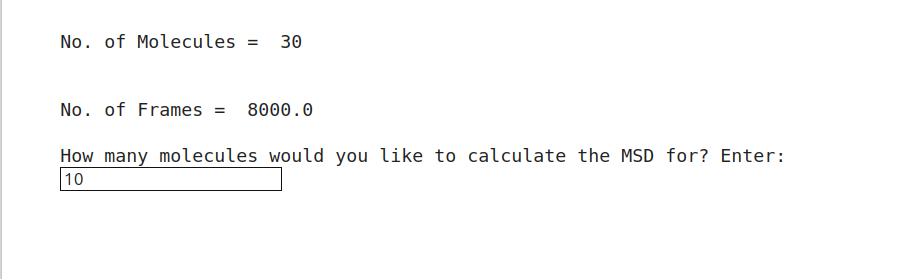 No. of Molecules =  30
No. of Frames =  8000.0
How many molecules would you like to calculate the MSD for? Enter:
10